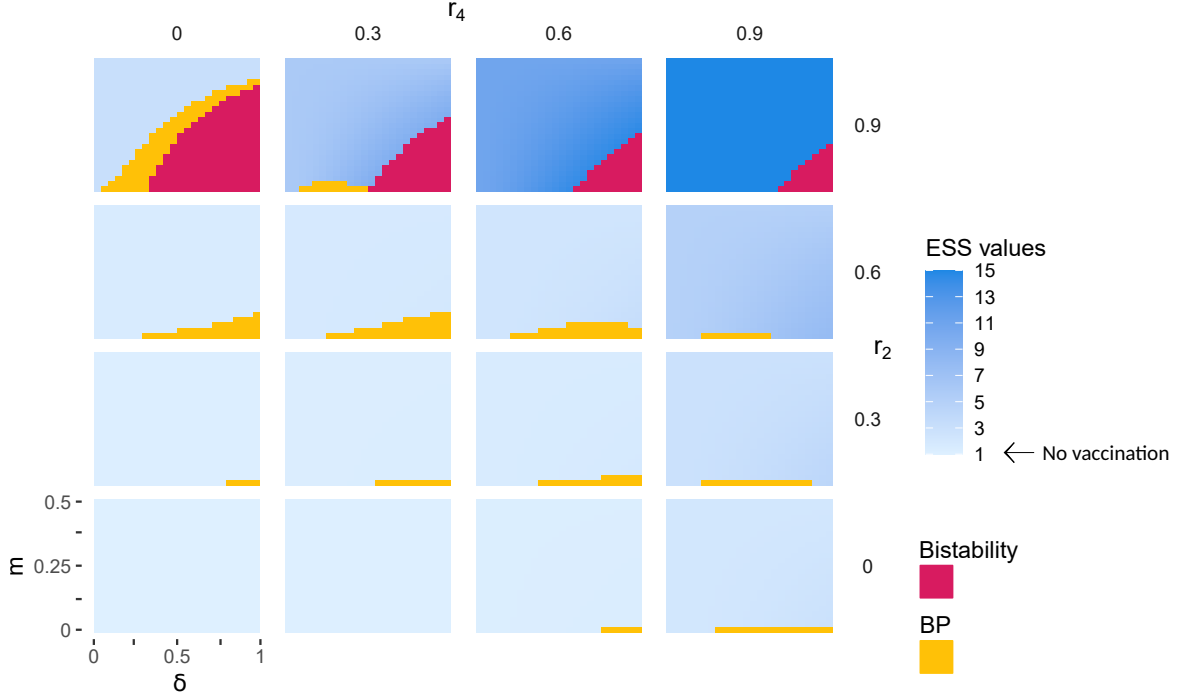 r4
0 0.3 0.6 0.9
0.9
ESS values
15
0.6
13
11
r2
9
7
5
0.3
3
1 No vaccination
0.5
m 0.25
0
0
Bistability
BP
0 0.5 1
δ